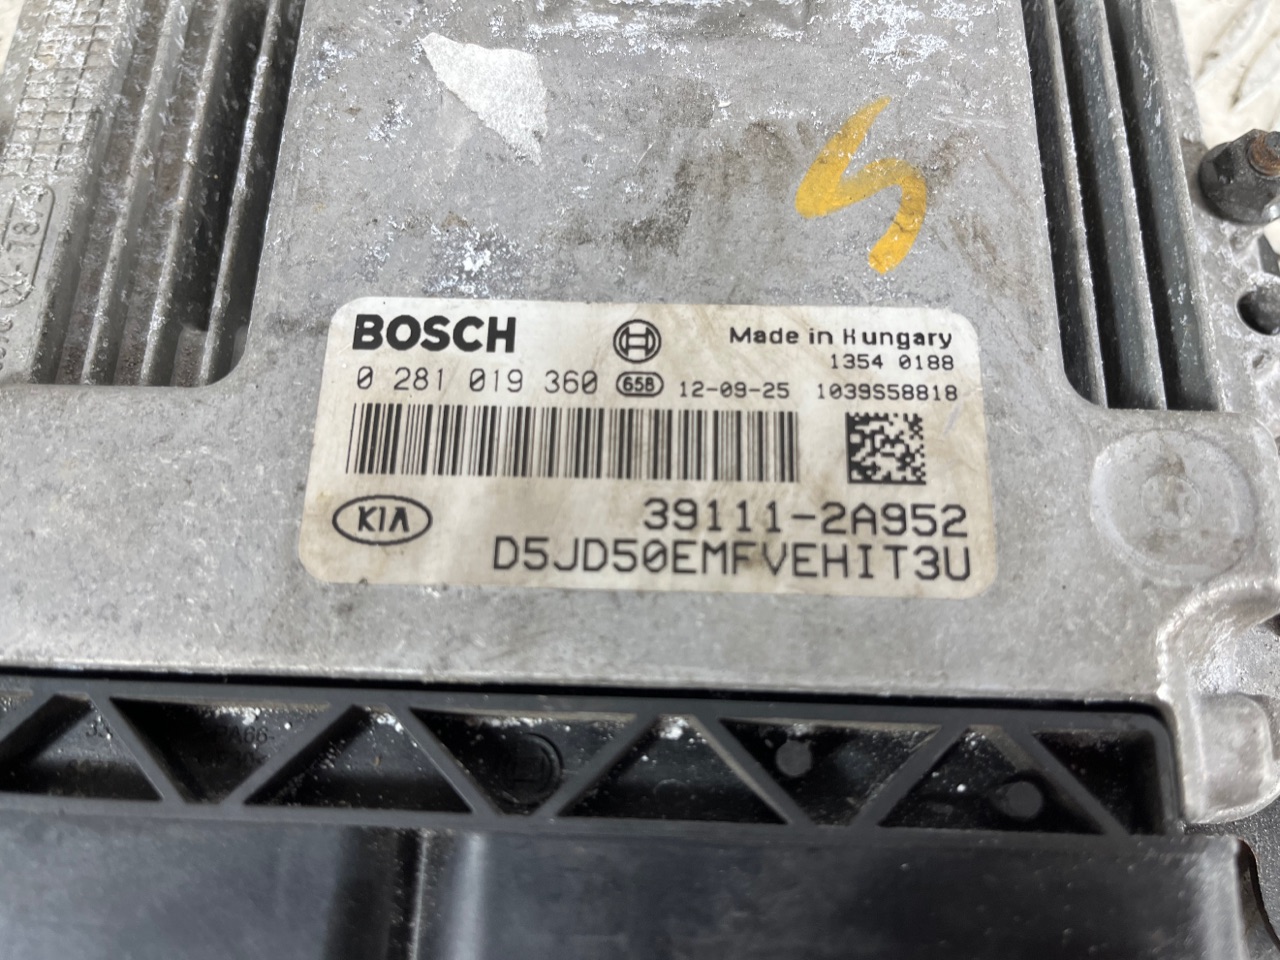 BOSCH
Made in Hungary
1354 0188
0 281 019 360 658 12-09-25 1039S58818
KIA
39111-2A952
D5JD50EMFVEHIT3U
PA66-